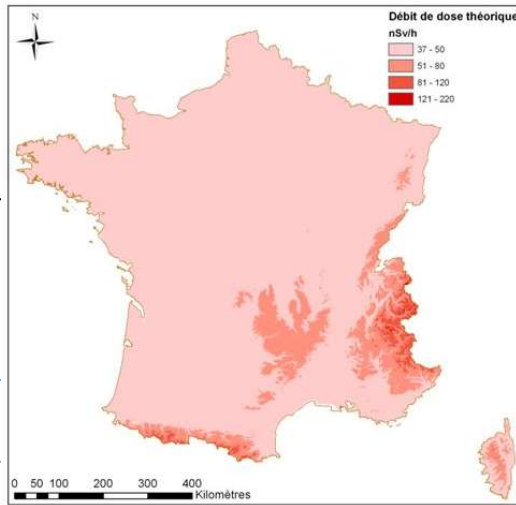 N
Débit de dose théorique
nSv/h
37 - 50
51 - 80
81 - 120
121 - 220
0 50 100 200 300 400
Kilomètres